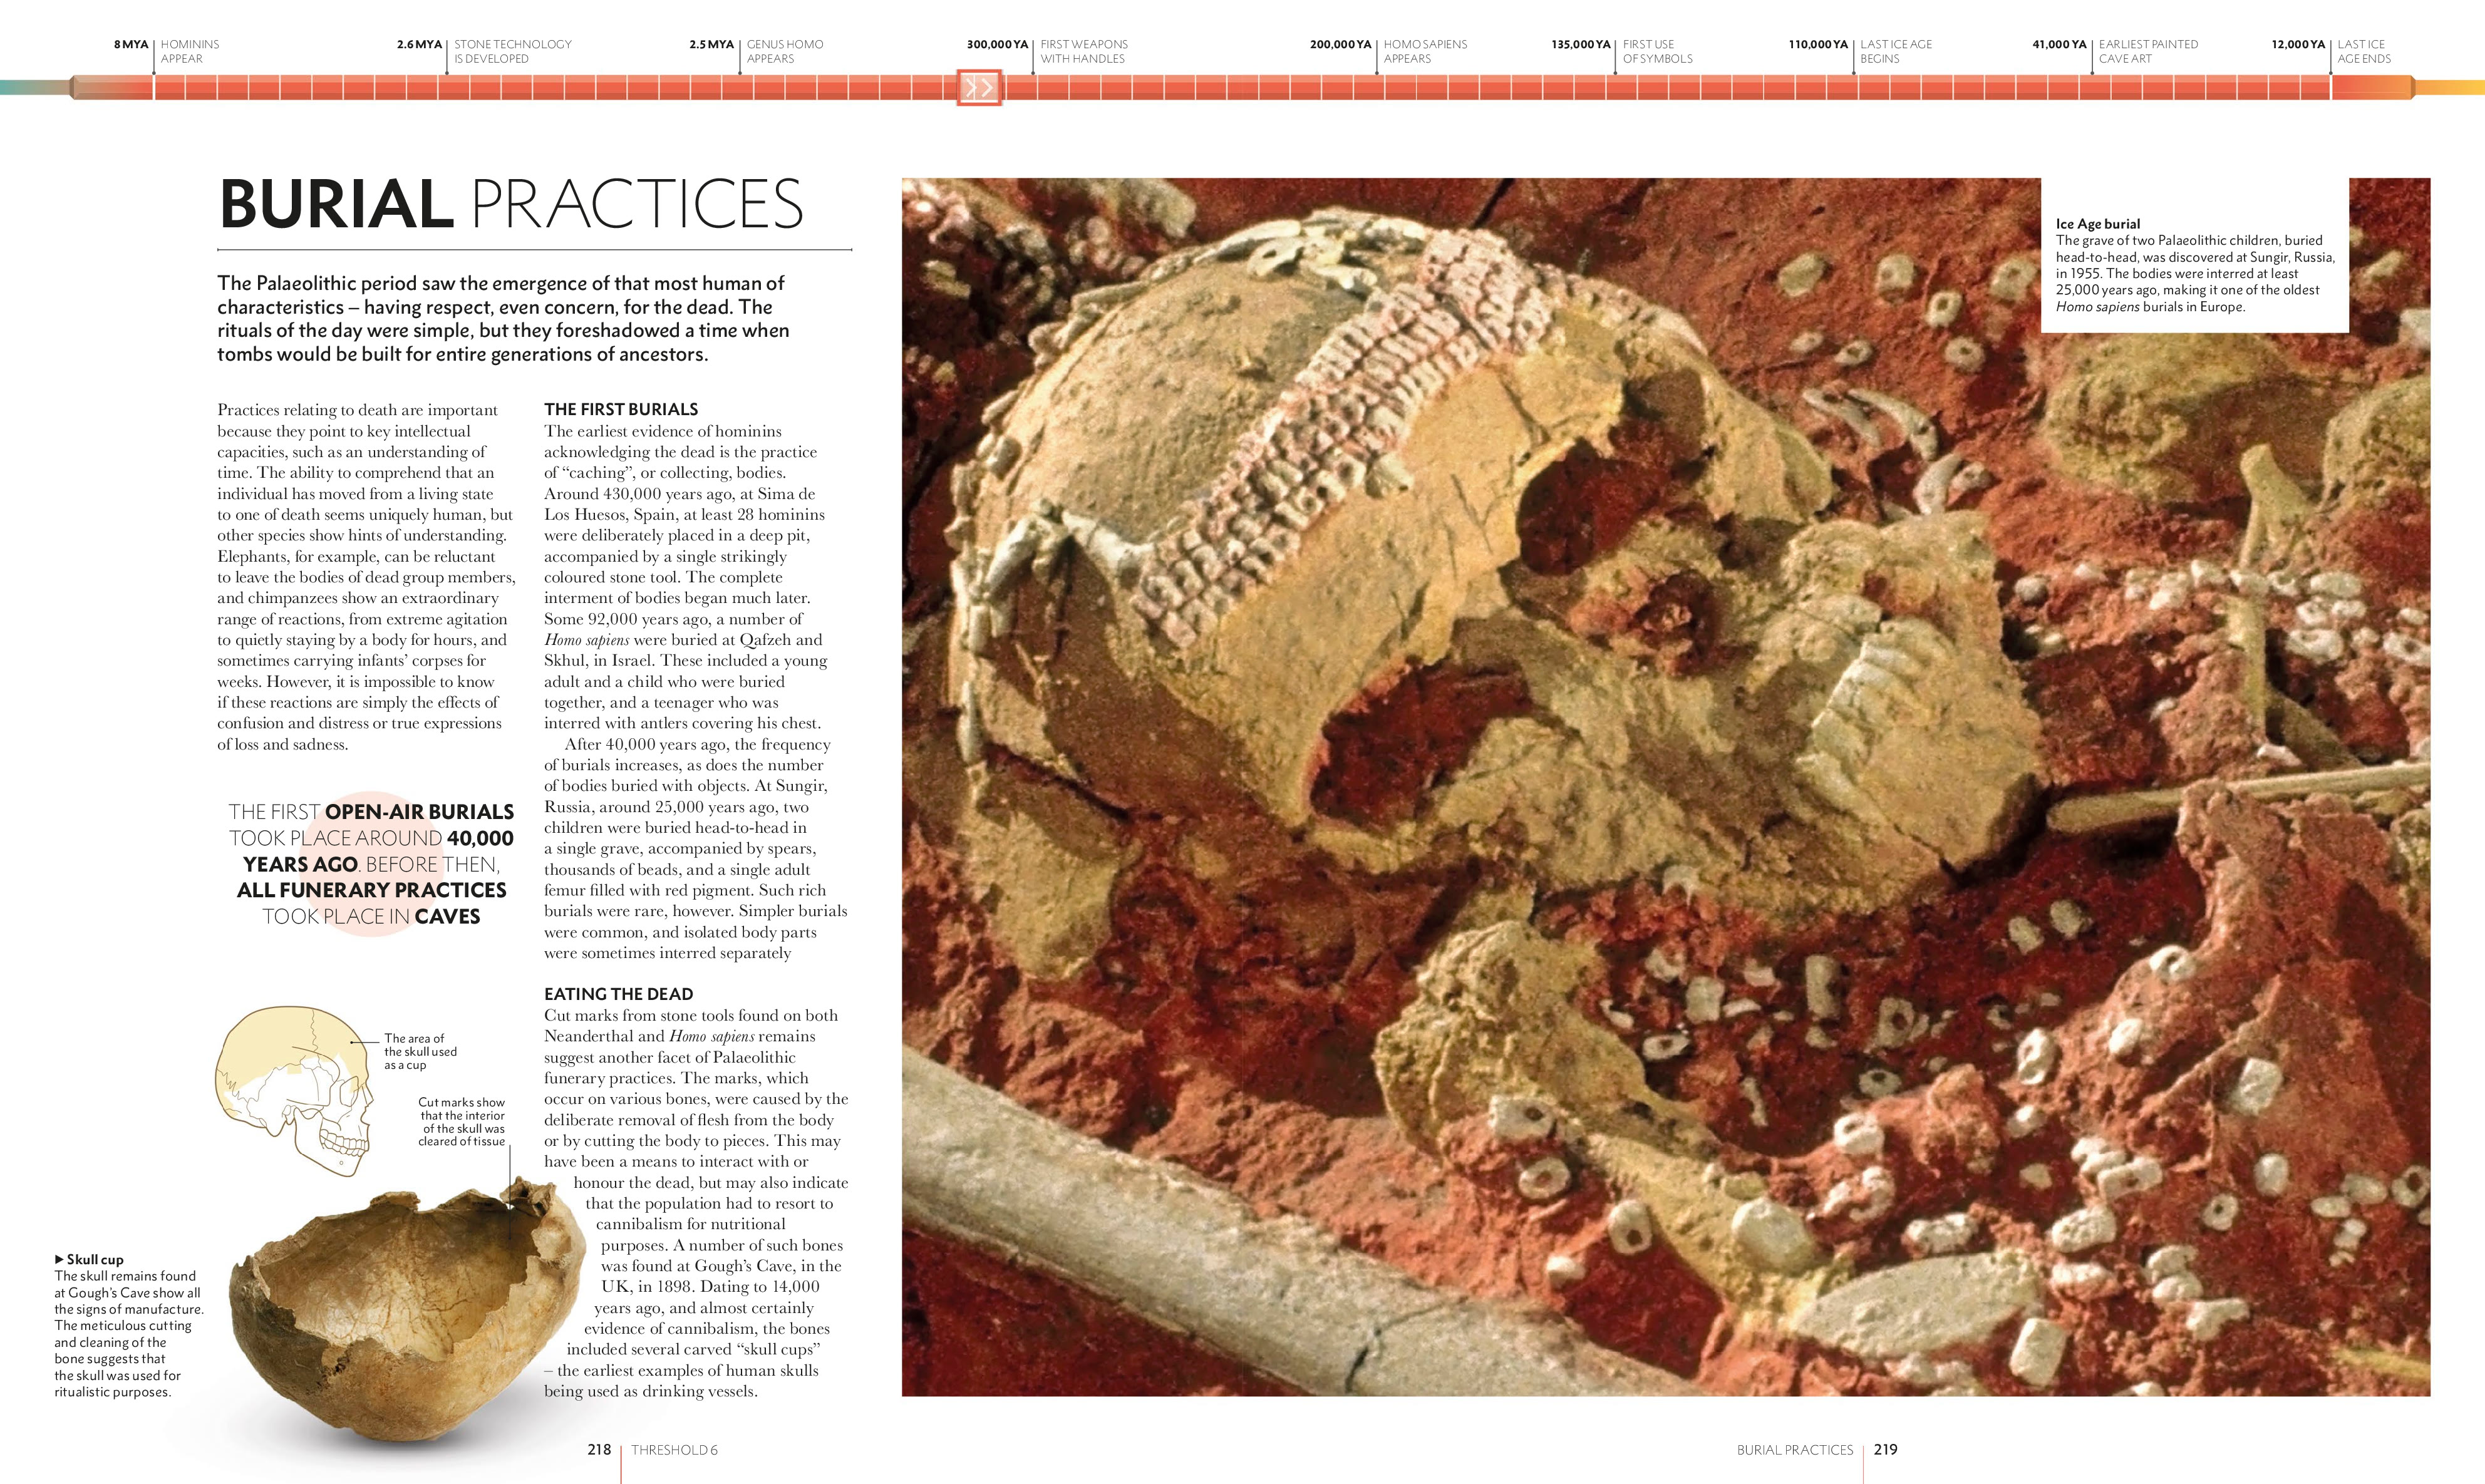 8 MYA
HOMININS
APPEAR
2.6 MYA
STONE TECHNOLOGY
IS DEVELOPED
2.5 MYA
GENUS HOMO
APPEARS
300,000 YA
FIRST WEAPONS
WITH HANDLES
200,000 YA
HOMO SAPIENS
APPEARS
135,000 YA
FIRST USE
OF SYMBOLS
110,000 YA
LAST ICE AGE
BEGINS
41,000 YA
EARLIEST PAINTED
CAVE ART
12,000 YA
LAST ICE
AGE ENDS
BURIAL PRACTICES
The Palaeolithic period saw the emergence of that most human of
characteristics – having respect, even concern, for the dead. The
rituals of the day were simple, but they foreshadowed a time when
tombs would be built for entire generations of ancestors.
Practices relating to death are important
because they point to key intellectual
capacities, such as an understanding of
time. The ability to comprehend that an
individual has moved from a living state
to one of death seems uniquely human, but
other species show hints of understanding.
Elephants, for example, can be reluctant
to leave the bodies of dead group members,
and chimpanzees show an extraordinary
range of reactions, from extreme agitation
to quietly staying by a body for hours, and
sometimes carrying infants' corpses for
weeks. However, it is impossible to know
if these reactions are simply the effects of
confusion and distress or true expressions
of loss and sadness.
THE FIRST OPEN-AIR BURIALS
TOOK PLACE AROUND 40,000
YEARS AGO. BEFORE THEN,
ALL FUNERARY PRACTICES
TOOK PLACE IN CAVES
The area of
the skull used
as a cup
Cut marks show
that the interior
of the skull was
cleared of tissue
▶ Skull cup
The skull remains found
at Gough's Cave show all
the signs of manufacture.
The meticulous cutting
and cleaning of the
bone suggests that
the skull was used for
ritualistic purposes.
THE FIRST BURIALS
The earliest evidence of hominins
acknowledging the dead is the practice
of “caching”, or collecting, bodies.
Around 430,000 years ago, at Sima de
Los Huesos, Spain, at least 28 hominins
were deliberately placed in a deep pit,
accompanied by a single strikingly
coloured stone tool. The complete
interment of bodies began much later.
Some 92,000 years ago, a number of
Homo sapiens were buried at Qafzeh and
Skhul, in Israel. These included a young
adult and a child who were buried
together, and a teenager who was
interred with antlers covering his chest.
After 40,000 years ago, the frequency
of burials increases, as does the number
of bodies buried with objects. At Sungir,
Russia, around 25,000 years ago, two
children were buried head-to-head in
a single grave, accompanied by spears,
thousands of beads, and a single adult
femur filled with red pigment. Such rich
burials were rare, however. Simpler burials
were common, and isolated body parts
were sometimes interred separately
EATING THE DEAD
Cut marks from stone tools found on both
Neanderthal and Homo sapiens remains
suggest another facet of Palaeolithic
funerary practices. The marks, which
occur on various bones, were caused by the
deliberate removal of flesh from the body
or by cutting the body to pieces. This may
have been a means to interact with or
honour the dead, but may also indicate
that the population had to resort to
cannibalism for nutritional
purposes. A number of such bones
was found at Gough's Cave, in the
UK, in 1898. Dating to 14,000
years ago, and almost certainly
evidence of cannibalism, the bones
included several carved “skull cups”
– the earliest examples of human skulls
being used as drinking vessels.
Ice Age burial
The grave of two Palaeolithic children, buried
head-to-head, was discovered at Sungir, Russia,
in 1955. The bodies were interred at least
25,000 years ago, making it one of the oldest
Homo sapiens burials in Europe.
218
THRESHOLD 6
BURIAL PRACTICES
219